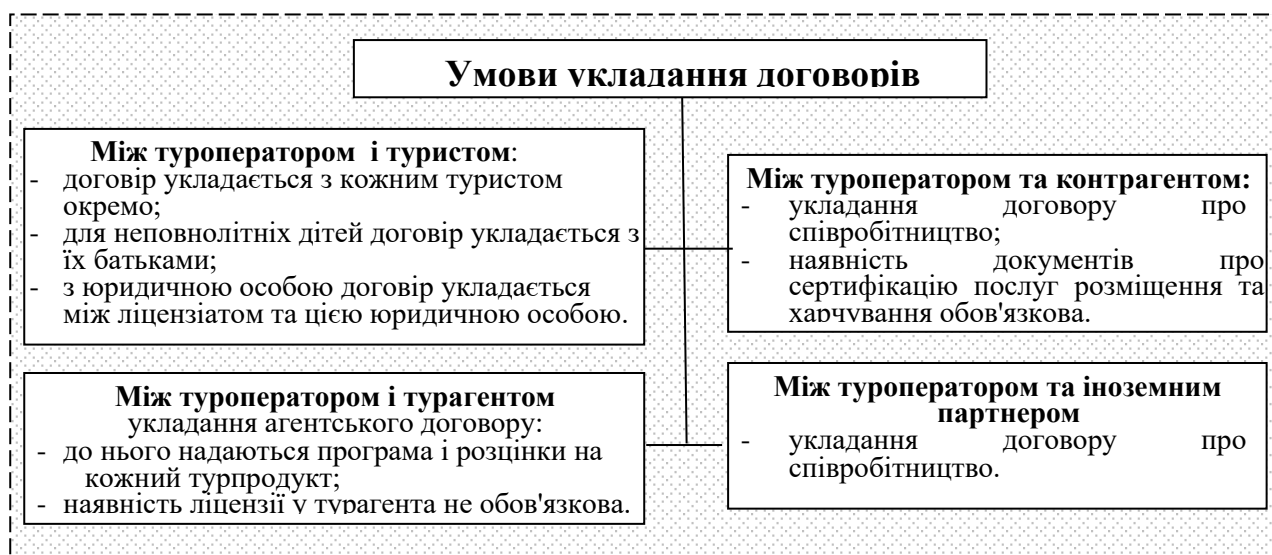 Умови укладання договорів
Між туроператором і туристом:
- договір укладається з кожним туристом
окремо;
- для неповнолітніх дітей договір укладається з
їх батьками;
- з юридичною особою договір укладається
між ліцензіатом та цією юридичною особою.
Між туроператором та контрагентом:
- укладання договору про
співробітництво;
- наявність документів про
сертифікацію послуг розміщення та
харчування обов'язкова.
Між туроператором і турагентом
укладання агентського договору:
- до нього надаються програма і розцінки на
кожний турпродукт;
- наявність ліцензії у турагента не обов'язкова.
Між туроператором та іноземним
партнером
- укладання договору про
співробітництво.